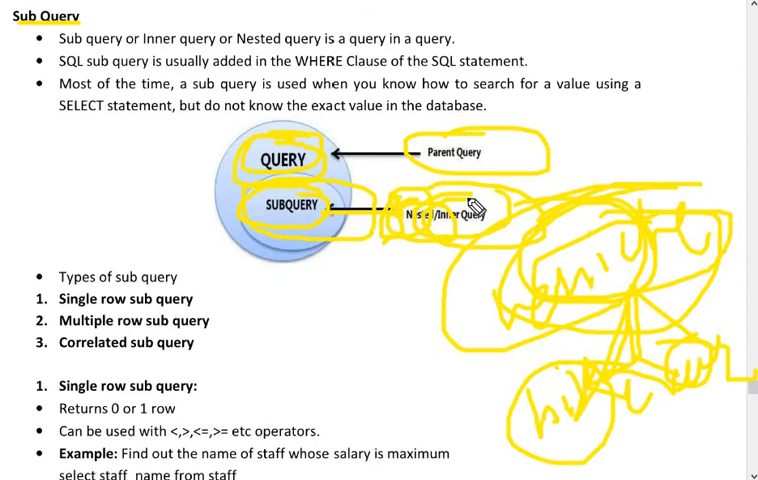 Sub Query
• Sub query or Inner query or Nested query is a query in a query.
• SQL sub query is usually added in the WHERE Clause of the SQL statement.
• Most of the time, a sub query is used when you know how to search for a value using a
SELECT statement, but do not know the exact value in the database.
QUERY
Parent Query
SUBQUERY
Nested/Inner Query
• Types of sub query
1. Single row sub query
2. Multiple row sub query
3. Correlated sub query
1. Single row sub query:
• Returns 0 or 1 row
• Can be used with <,>,<=,>= etc operators.
• Example: Find out the name of staff whose salary is maximum
select staff_name from staff